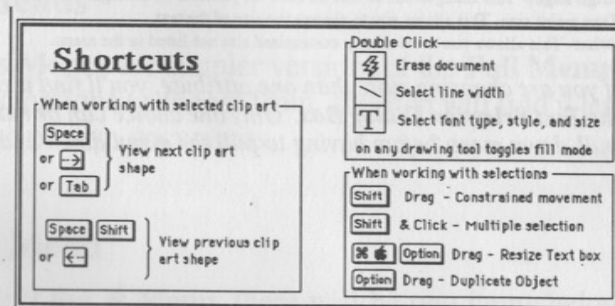 Shortcuts
When working with selected clip art
Space
or -->
or Tab
View next clip art
shape
Space Shift
or <--
View previous clip
art shape
Double Click
Erase document
Select line width
T Select font type, style, and size
on any drawing tool toggles fill mode
When working with selections
Shift Drag - Constrained movement
Shift & Click - Multiple selection
⌘ Option Drag - Resize Text box
Option Drag - Duplicate Object